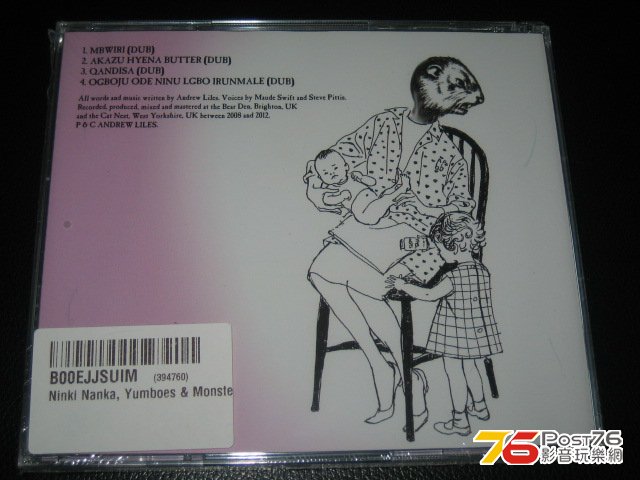 1. MBWIRI (DUB)
2. AKAZU HYENA BUTTER (DUB)
3. QANDISA (DUB)
4. OGBOJU ODE NINU LGBO IRUNMALE (DUB)
All words and music written by Andrew Liles. Voices by Maude Swift and Steve Pittis.
Recorded, produced, mixed and mastered at the Bear Den, Brighton, UK
and the Cat Nest, West Yorkshire, UK between 2008 and 2012.
P & C ANDREW LILES.
B00EJJSUIM (394760)
Ninki Nanka, Yumboes & Monste
76 Post76
影音玩樂網